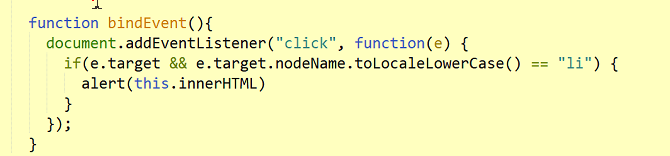 function bindEvent(){
document.addEventListener("click", function(e) {
if(e.target && e.target.nodeName.toLocaleLowerCase() == "li") {
alert(this.innerHTML)
}
});
}